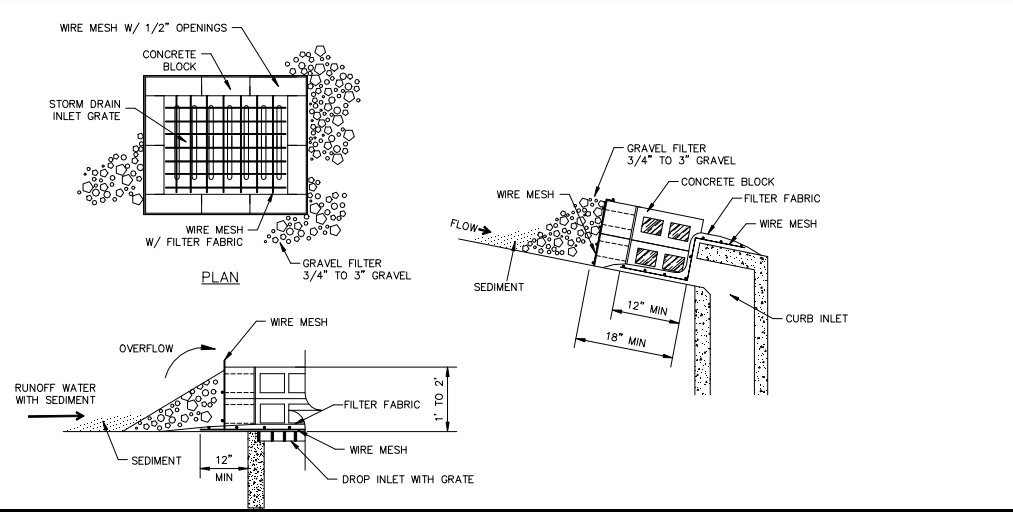 WIRE MESH W/ 1/2" OPENINGS
CONCRETE
BLOCK
STORM DRAIN
INLET GRATE
WIRE MESH
W/ FILTER FABRIC
GRAVEL FILTER
3/4" TO 3" GRAVEL
PLAN
GRAVEL FILTER
3/4" TO 3" GRAVEL
CONCRETE BLOCK
WIRE MESH
FILTER FABRIC
WIRE MESH
FLOW
SEDIMENT
12" MIN
18" MIN
CURB INLET
WIRE MESH
OVERFLOW
RUNOFF WATER
WITH SEDIMENT
1' TO 2'
FILTER FABRIC
SEDIMENT
12"
MIN
WIRE MESH
DROP INLET WITH GRATE